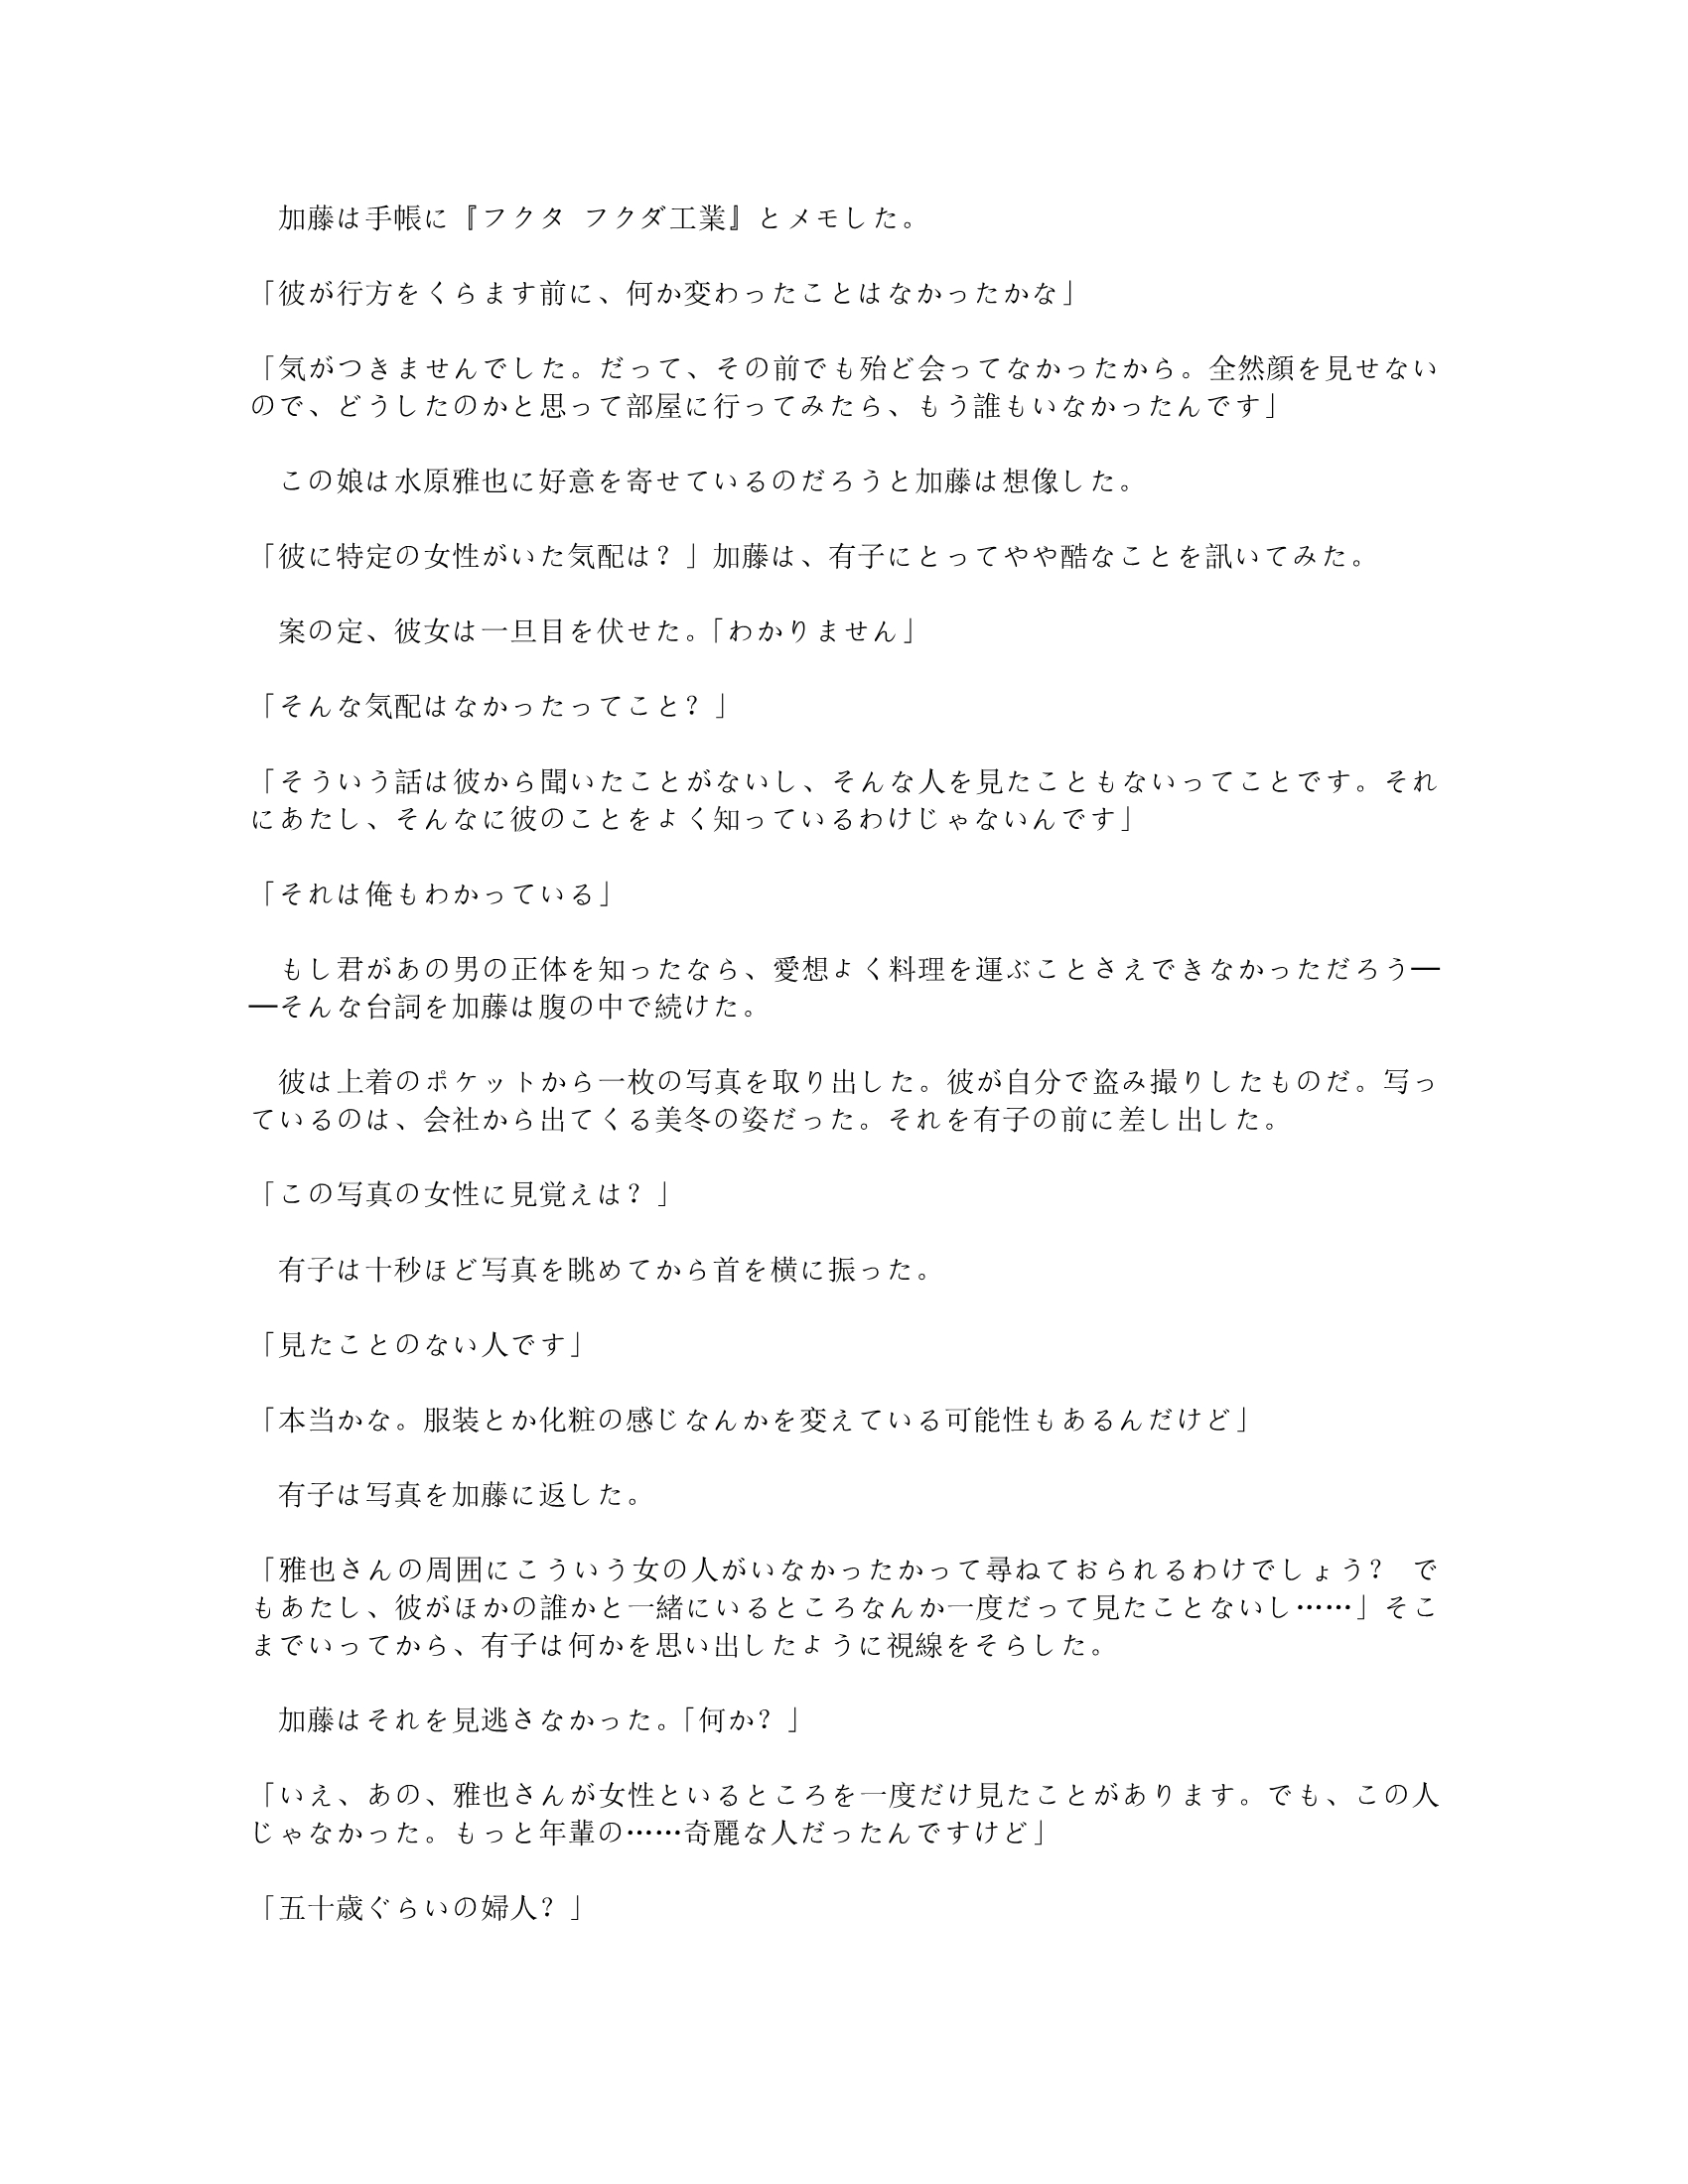 加藤は手帳に『フクタ フクダ工業』とメモした。
「彼が行方をくらます前に、何か変わったことはなかったかな」
「気がつきませんでした。だって、その前でも殆ど会ってなかったから。全然顔を見せない
ので、どうしたのかと思って部屋に行ってみたら、もう誰もいなかったんです」
この娘は水原雅也に好意を寄せているのだろうと加藤は想像した。
「彼に特定の女性がいた気配は？」加藤は、有子にとってやや酷なことを訊いてみた。
案の定、彼女は一旦目を伏せた。「わかりません」
「そんな気配はなかったってこと？」
「そういう話は彼から聞いたことがないし、そんな人を見たこともないってことです。それ
にあたし、そんなに彼のことをよく知っているわけじゃないんです」
「それは俺もわかっている」
もし君があの男の正体を知ったなら、愛想よく料理を運ぶことさえできなかっただろう―
―そんな台詞を加藤は腹の中で続けた。
彼は上着のポケットから一枚の写真を取り出した。彼が自分で盗み撮りしたものだ。写っ
ているのは、会社から出てくる美冬の姿だった。それを有子の前に差し出した。
「この写真の女性に見覚えは？」
有子は十秒ほど写真を眺めてから首を横に振った。
「見たことのない人です」
「本当かな。服装とか化粧の感じなんかを変えている可能性もあるんだけど」
有子は写真を加藤に返した。
「雅也さんの周囲にこういう女の人がいなかったかって尋ねておられるわけでしょう？　で
もあたし、彼がほかの誰かと一緒にいるところなんか一度だって見たことないし……」そこ
までいってから、有子は何かを思い出したように視線をそらした。
加藤はそれを見逃さなかった。「何か？」
「いえ、あの、雅也さんが女性といるところを一度だけ見たことがあります。でも、この人
じゃなかった。もっと年輩の……奇麗な人だったんですけど」
「五十歳ぐらいの婦人？」